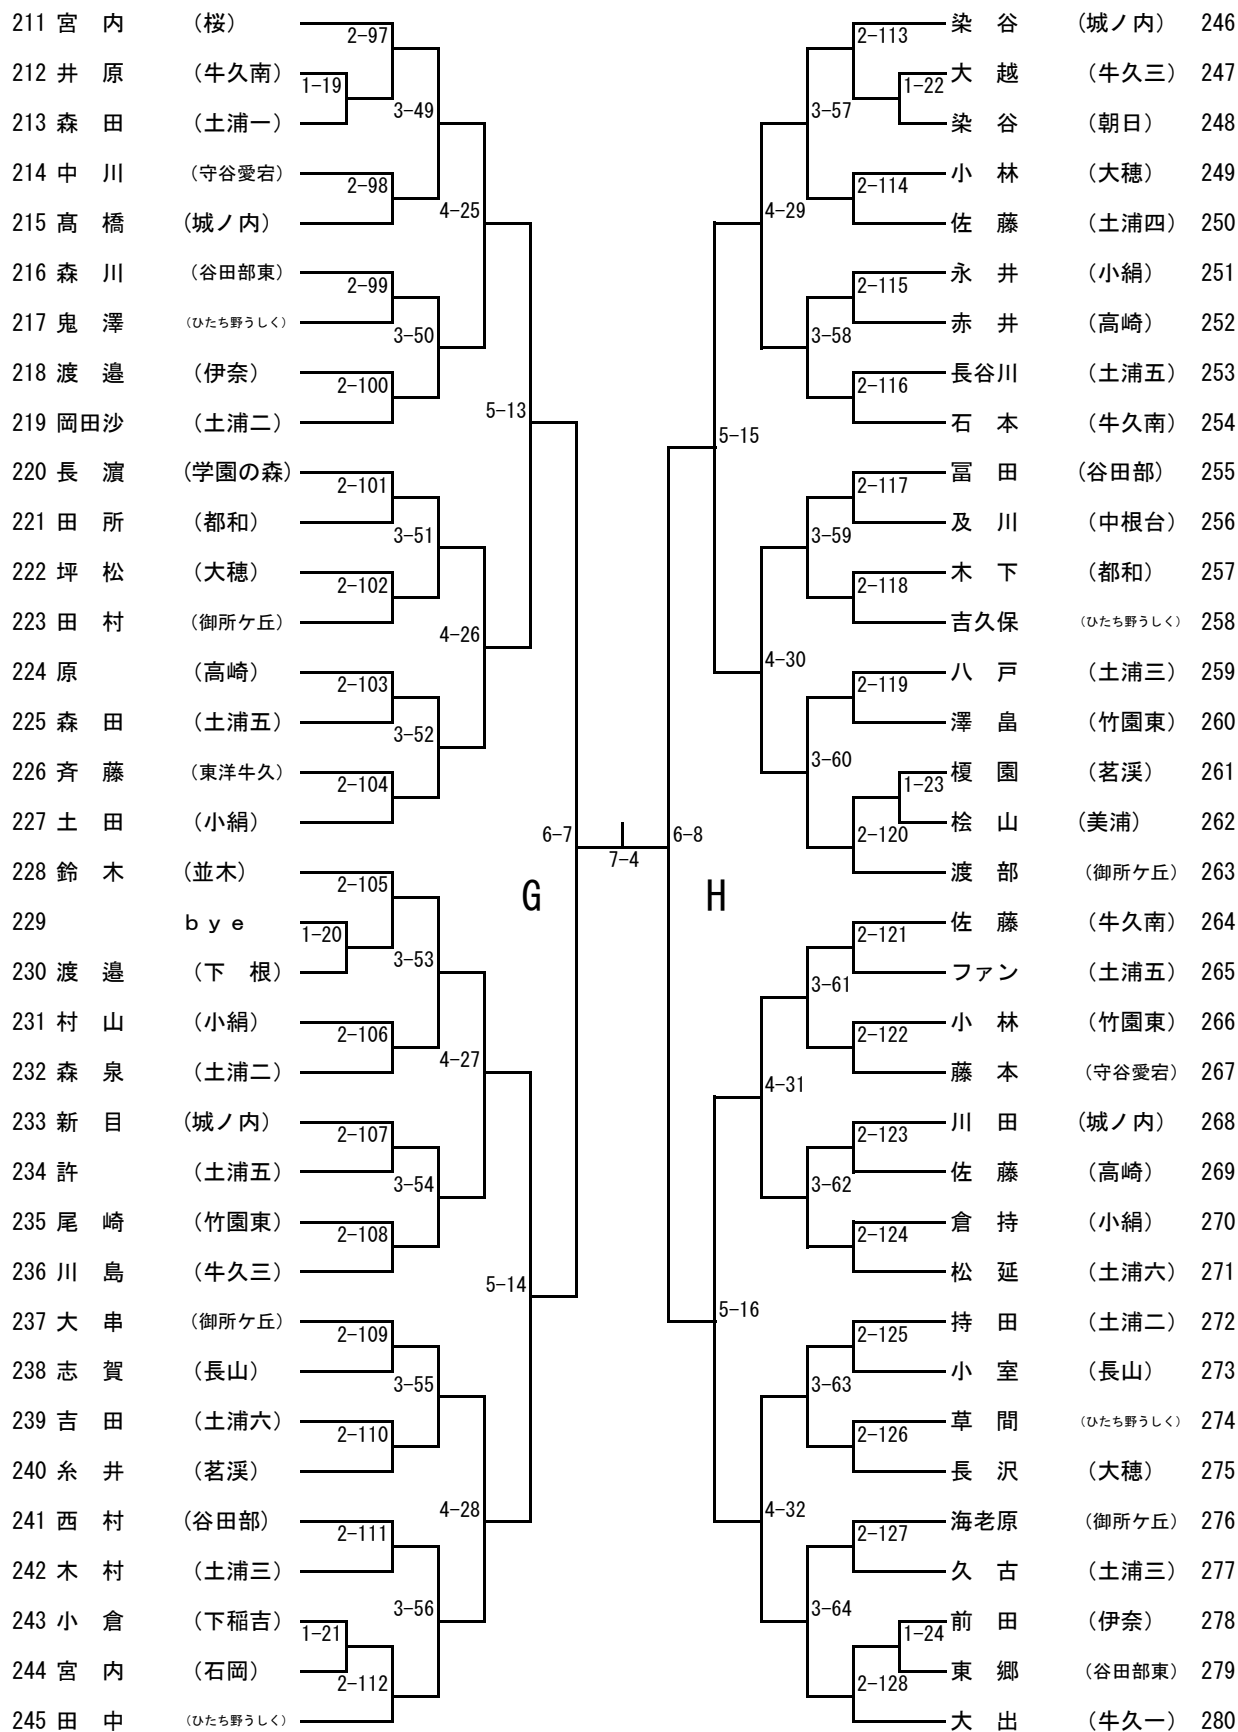 211 宮　内 （桜）
2-97
212 井　原 （牛久南）
1-19
213 森　田 （土浦一）
3-49
214 中　川 （守谷愛宕）
2-98
215 髙　橋 （城ノ内）
4-25
216 森　川 （谷田部東）
2-99
217 鬼　澤 （ひたち野うしく）
3-50
218 渡　邉 （伊奈）
2-100
219 岡田沙 （土浦二）
5-13
220 長　濵 （学園の森）
2-101
221 田　所 （都和）
3-51
222 坪　松 （大穂）
2-102
223 田　村 （御所ケ丘）
4-26
224 原 （高崎）
2-103
225 森　田 （土浦五）
3-52
226 斉　藤 （東洋牛久）
2-104
227 土　田 （小絹）
6-7
228 鈴　木 （並木）
2-105
229 ｂｙｅ
1-20
230 渡　邉 （下　根）
3-53
231 村　山 （小絹）
2-106
232 森　泉 （土浦二）
4-27
233 新　目 （城ノ内）
2-107
234 許 （土浦五）
3-54
235 尾　崎 （竹園東）
2-108
236 川　島 （牛久三）
5-14
237 大　串 （御所ケ丘）
2-109
238 志　賀 （長山）
3-55
239 吉　田 （土浦六）
2-110
240 糸　井 （茗渓）
4-28
241 西　村 （谷田部）
2-111
242 木　村 （土浦三）
3-56
243 小　倉 （下稲吉）
1-21
244 宮　内 （石岡）
2-112
245 田　中 （ひたち野うしく）
G
7-4
H
染　谷 （城ノ内） 246
2-113
大　越 （牛久三） 247
1-22
染　谷 （朝日） 248
3-57
小　林 （大穂） 249
2-114
佐　藤 （土浦四） 250
4-29
永　井 （小絹） 251
2-115
赤　井 （高崎） 252
3-58
長谷川 （土浦五） 253
2-116
石　本 （牛久南） 254
5-15
冨　田 （谷田部） 255
2-117
及　川 （中根台） 256
3-59
木　下 （都和） 257
2-118
吉久保 （ひたち野うしく） 258
4-30
八　戸 （土浦三） 259
2-119
澤　畠 （竹園東） 260
3-60
榎　園 （茗渓） 261
1-23
桧　山 （美浦） 262
2-120
6-8
渡　部 （御所ケ丘） 263
佐　藤 （牛久南） 264
2-121
ファン （土浦五） 265
3-61
小　林 （竹園東） 266
2-122
藤　本 （守谷愛宕） 267
4-31
川　田 （城ノ内） 268
2-123
佐　藤 （高崎） 269
3-62
倉　持 （小絹） 270
2-124
松　延 （土浦六） 271
5-16
持　田 （土浦二） 272
2-125
小　室 （長山） 273
3-63
草　間 （ひたち野うしく） 274
2-126
長　沢 （大穂） 275
4-32
海老原 （御所ケ丘） 276
2-127
久　古 （土浦三） 277
3-64
前　田 （伊奈） 278
1-24
東　郷 （谷田部東） 279
2-128
大　出 （牛久一） 280